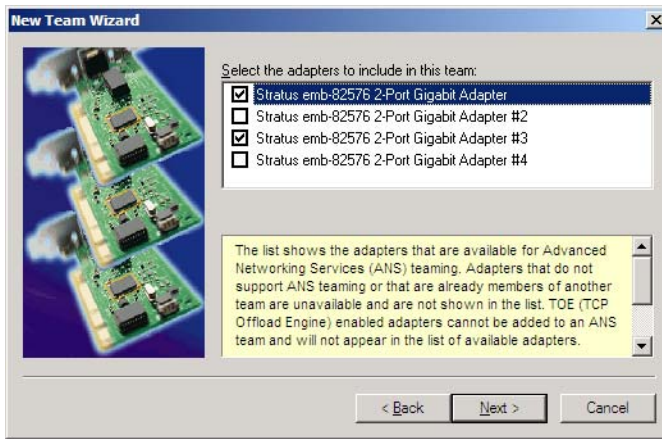 New Team Wizard
Select the adapters to include in this team:
Stratus emb-82576 2-Port Gigabit Adapter
Stratus emb-82576 2-Port Gigabit Adapter #2
Stratus emb-82576 2-Port Gigabit Adapter #3
Stratus emb-82576 2-Port Gigabit Adapter #4
The list shows the adapters that are available for Advanced
Networking Services (ANS) teaming. Adapters that do not
support ANS teaming or that are already members of another
team are unavailable and are not shown in the list. TOE (TCP
Offload Engine) enabled adapters cannot be added to an ANS
team and will not appear in the list of available adapters.
< Back
Next >
Cancel